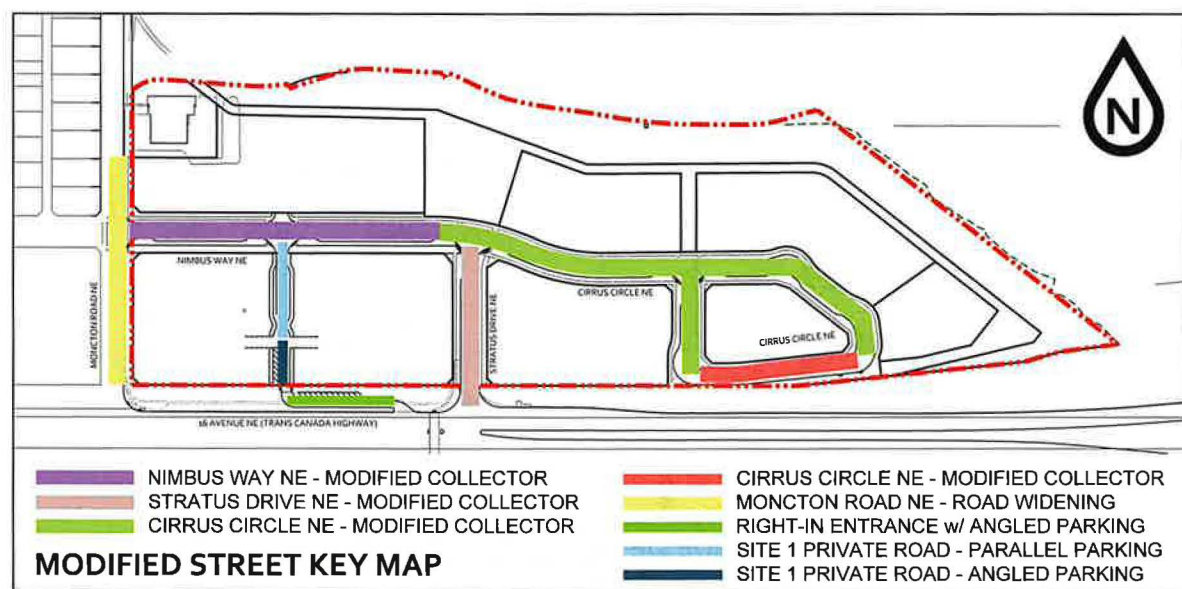 N
NIMBUS WAY NE
MONCTON ROAD NE
STRATUS DRIVE NE
CIRRUS CIRCLE NE
CIRRUS CIRCLE NE
16 AVENUE NE (TRANS CANADA HIGHWAY)
NIMBUS WAY NE - MODIFIED COLLECTOR
STRATUS DRIVE NE - MODIFIED COLLECTOR
CIRRUS CIRCLE NE - MODIFIED COLLECTOR
MODIFIED STREET KEY MAP
CIRRUS CIRCLE NE - MODIFIED COLLECTOR
MONCTON ROAD NE - ROAD WIDENING
RIGHT-IN ENTRANCE w/ ANGLED PARKING
SITE 1 PRIVATE ROAD - PARALLEL PARKING
SITE 1 PRIVATE ROAD - ANGLED PARKING